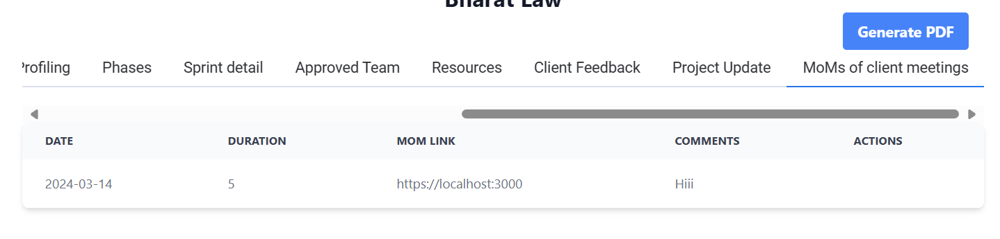 Bharat Law
Generate PDF
Profiling Phases Sprint detail Approved Team Resources Client Feedback Project Update MoMs of client meetings
DATE DURATION MOM LINK COMMENTS ACTIONS
2024-03-14 5 https://localhost:3000 Hiii